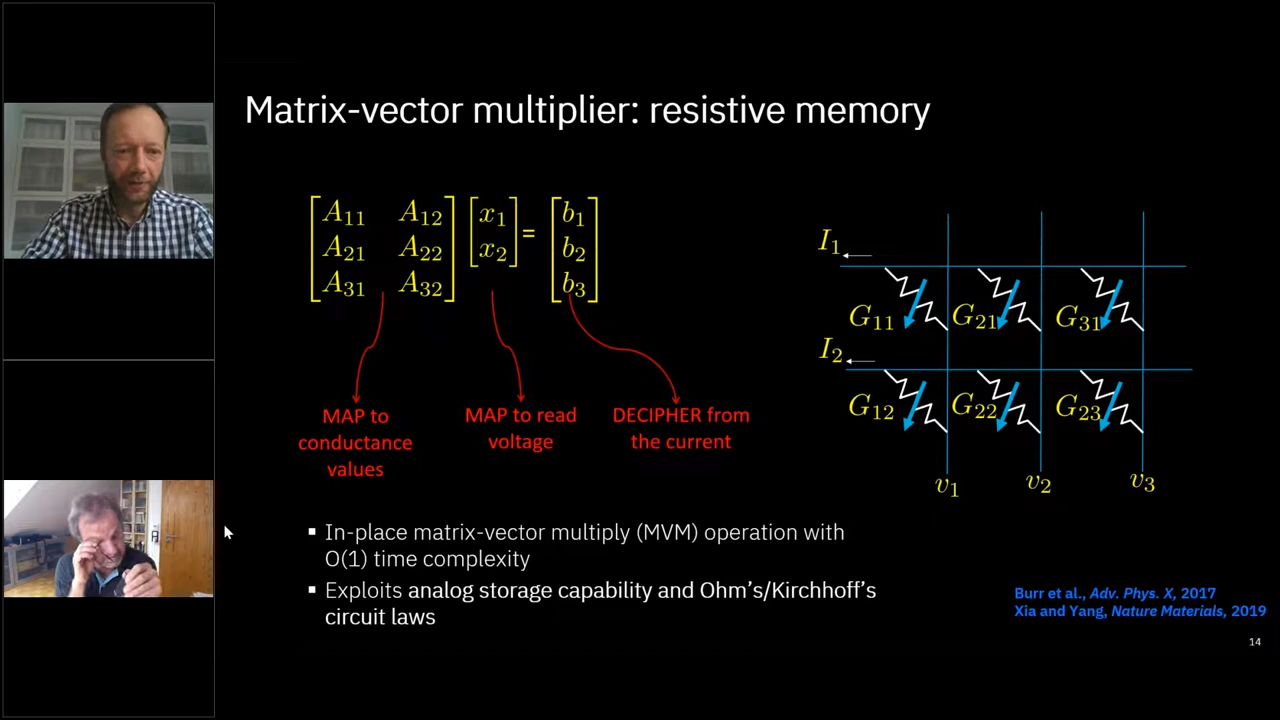 Matrix-vector multiplier: resistive memory
A11 A12 x1 b1
A21 A22 x2 = b2
A31 A32 b3
MAP to
conductance
values
MAP to read
voltage
DECIPHER from
the current
I1
G11 G21 G31
I2
G12 G22 G23
v1 v2 v3
▪ In-place matrix-vector multiply (MVM) operation with
O(1) time complexity
▪ Exploits analog storage capability and Ohm's/Kirchhoff's
circuit laws
Burr et al., Adv. Phys. X, 2017
Xia and Yang, Nature Materials, 2019
14